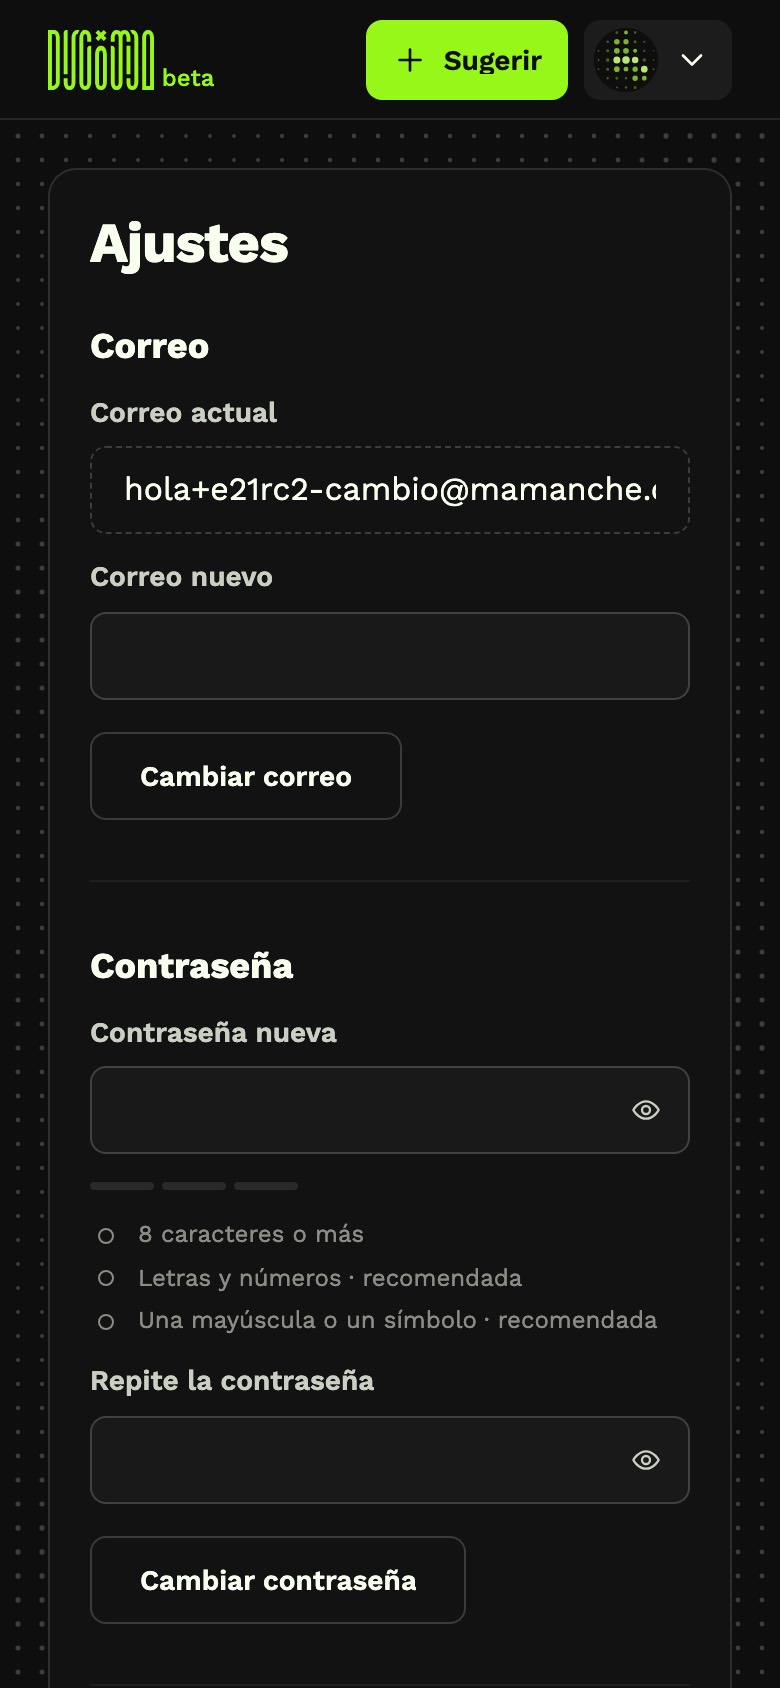 beta
Sugerir
Ajustes
Correo
Correo actual
hola+e21rc2-cambio@mamanche.
Correo nuevo
Cambiar correo
Contraseña
Contraseña nueva
8 caracteres o más
Letras y números · recomendada
Una mayúscula o un símbolo · recomendada
Repite la contraseña
Cambiar contraseña